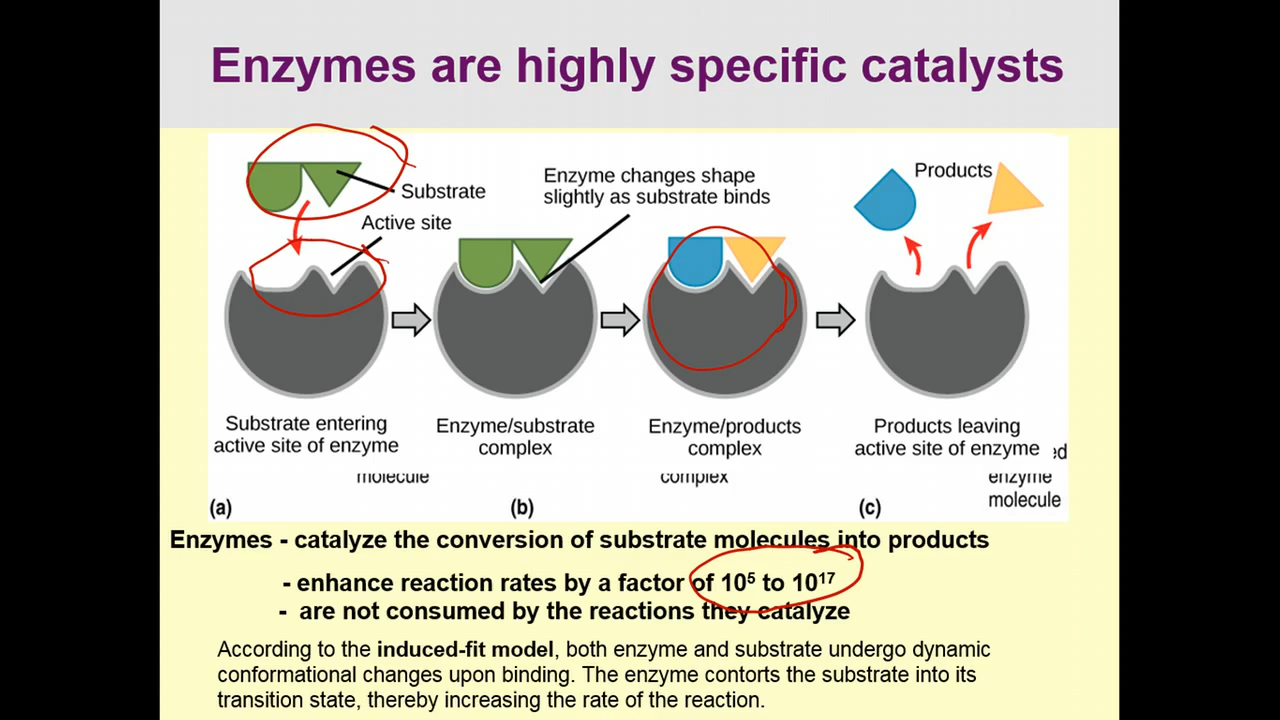 Enzymes are highly specific catalysts
Substrate
Active site
Enzyme changes shape
slightly as substrate binds
Products
Substrate entering
active site of enzyme
Enzyme/substrate
complex
Enzyme/products
complex
Products leaving
active site of enzyme
ed
molecule
complex
enzyme
molecule
(a)
(b)
(c)
Enzymes - catalyze the conversion of substrate molecules into products
- enhance reaction rates by a factor of 10⁵ to 10¹⁷
- are not consumed by the reactions they catalyze
According to the induced-fit model, both enzyme and substrate undergo dynamic
conformational changes upon binding. The enzyme contorts the substrate into its
transition state, thereby increasing the rate of the reaction.